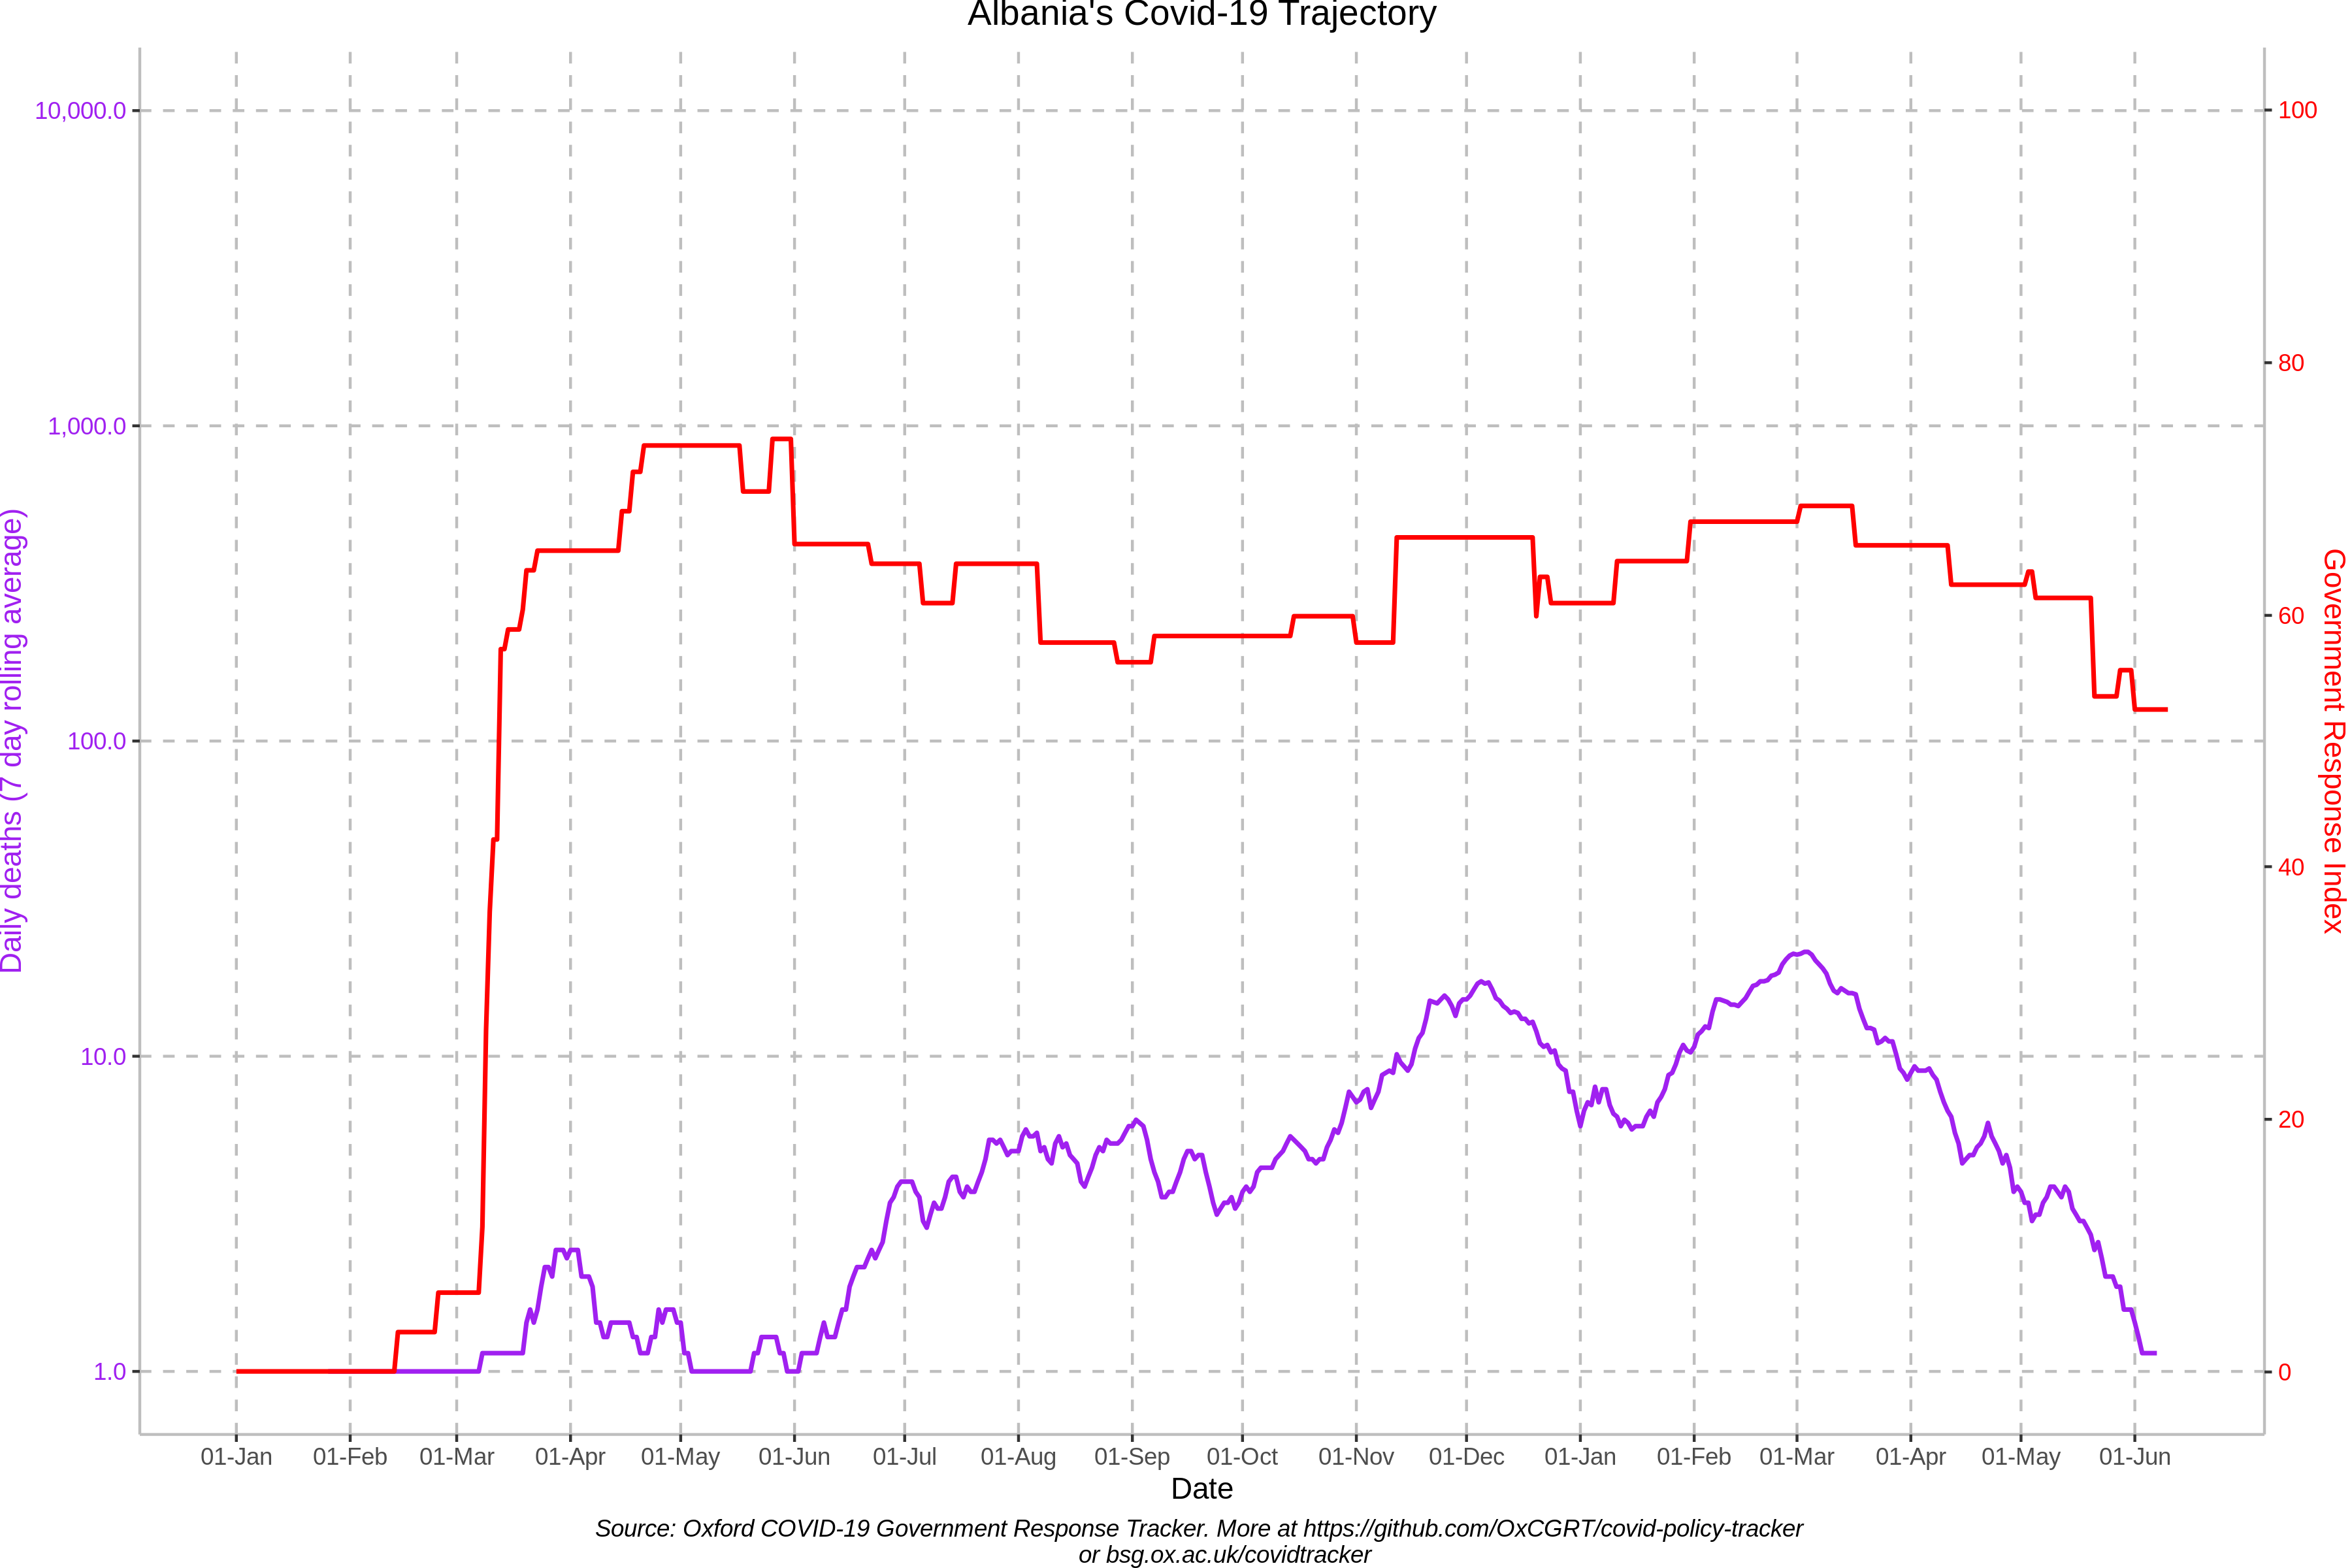 Albania's Covid-19 Trajectory
10,000.0
1,000.0
100.0
10.0
1.0
Daily deaths (7 day rolling average)
100
80
60
40
20
0
Government Response Index
01-Jan 01-Feb 01-Mar 01-Apr 01-May 01-Jun 01-Jul 01-Aug 01-Sep 01-Oct 01-Nov 01-Dec 01-Jan 01-Feb 01-Mar 01-Apr 01-May 01-Jun
Date
Source: Oxford COVID-19 Government Response Tracker. More at https://github.com/OxCGRT/covid-policy-tracker
or bsg.ox.ac.uk/covidtracker